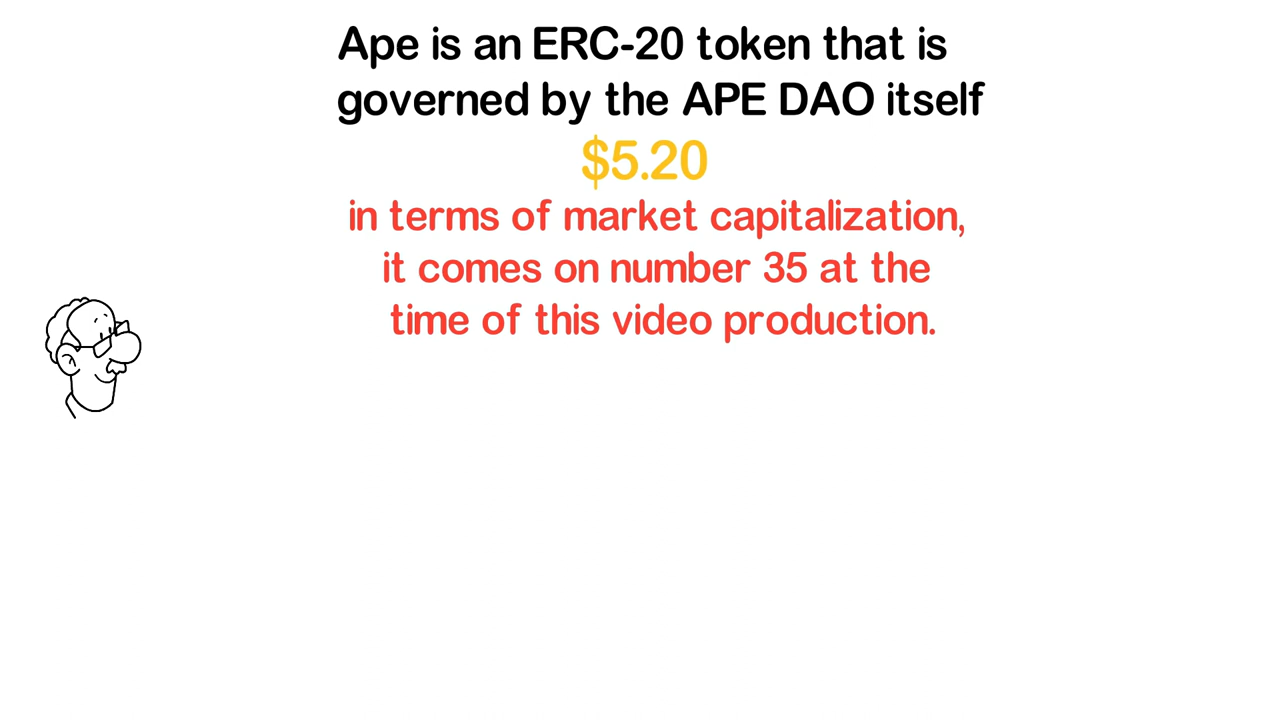 Ape is an ERC-20 token that is
governed by the APE DAO itself
$5.20
in terms of market capitalization,
it comes on number 35 at the
time of this video production.